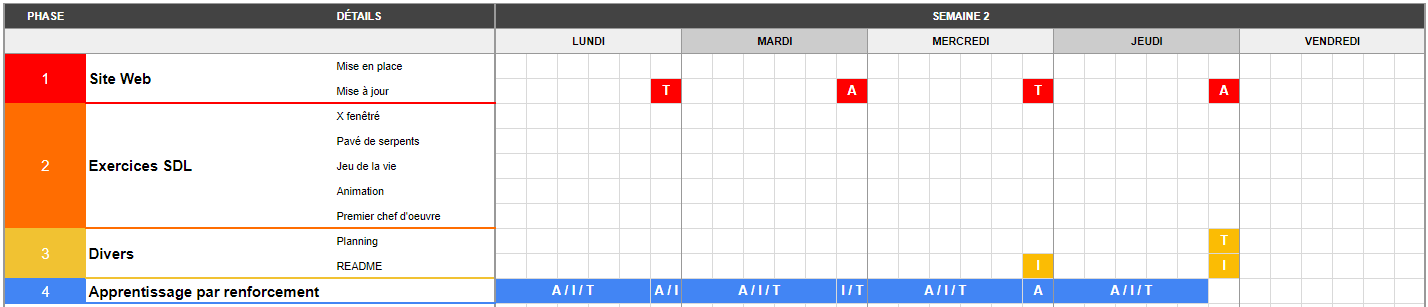 PHASE DÉTAILS SEMAINE 2
LUNDI MARDI MERCREDI JEUDI VENDREDI
1 Site Web
Mise en place
Mise à jour T A T A
2 Exercices SDL
X fenêtré
Pavé de serpents
Jeu de la vie
Animation
Premier chef d'oeuvre
3 Divers
Planning T
README I I
4 Apprentissage par renforcement A / I / T A / I A / I / T I / T A / I / T A A / I / T